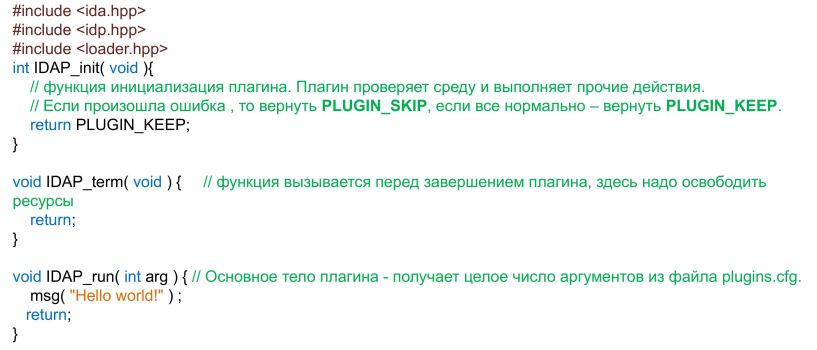 #include <ida.hpp>
#include <idp.hpp>
#include <loader.hpp>
int IDAP_init( void ){
// функция инициализация плагина. Плагин проверяет среду и выполняет прочие действия.
// Если произошла ошибка , то вернуть PLUGIN_SKIP, если все нормально – вернуть PLUGIN_KEEP.
return PLUGIN_KEEP;
}
void IDAP_term( void ) { // функция вызывается перед завершением плагина, здесь надо освободить
ресурсы
return;
}
void IDAP_run( int arg ) { // Основное тело плагина - получает целое число аргументов из файла plugins.cfg.
msg( "Hello world!" ) ;
return;
}